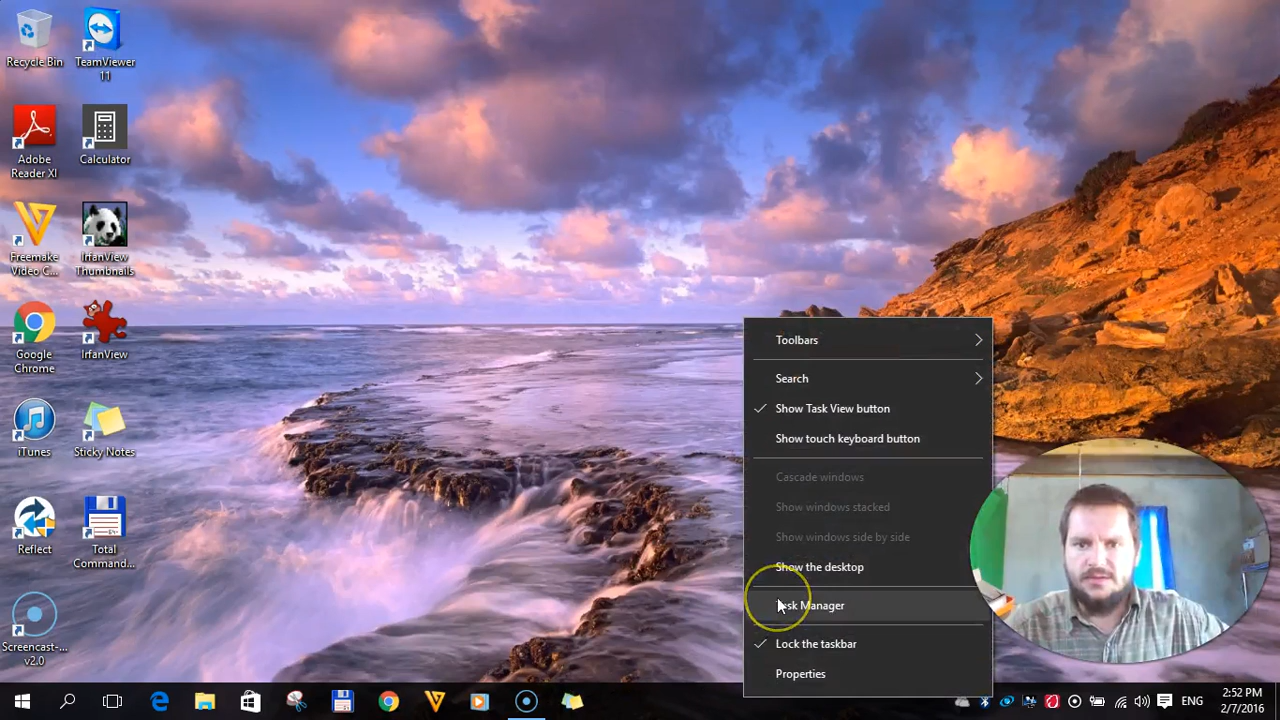 Recycle Bin
TeamViewer
11
Adobe
Reader XI
Calculator
Freemake
Video C...
IrfanView
Thumbnails
Google
Chrome
IrfanView
iTunes
Sticky Notes
Reflect
Total
Command...
Screencast-...
v2.0
Toolbars
Search
Show Task View button
Show touch keyboard button
Cascade windows
Show windows stacked
Show windows side by side
Show the desktop
Task Manager
Lock the taskbar
Properties
ENG
2:52 PM
2/7/2016